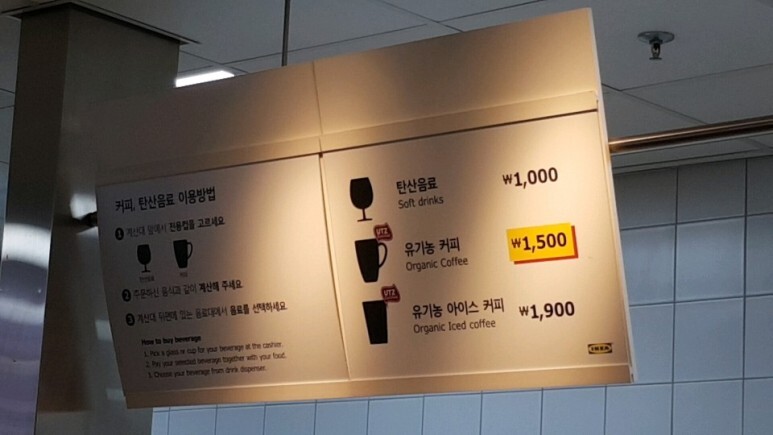 커피, 탄산음료 이용방법
1 계산대 앞에서 전용컵을 고르세요
2 주문하신 음식과 같이 계산해 주세요.
3 계산대 뒤편에 있는 음료대에서 음료를 선택하세요.
How to buy beverage
1. Pick a glass or cup for your beverage at the cashier.
2. Pay your selected beverage together with your food.
3. Choose your beverage from drink dispenser.
탄산음료 ₩1,000
Soft drinks
UTZ
유기농 커피 ₩1,500
Organic Coffee
UTZ
유기농 아이스 커피 ₩1,900
Organic Iced coffee
IKEA